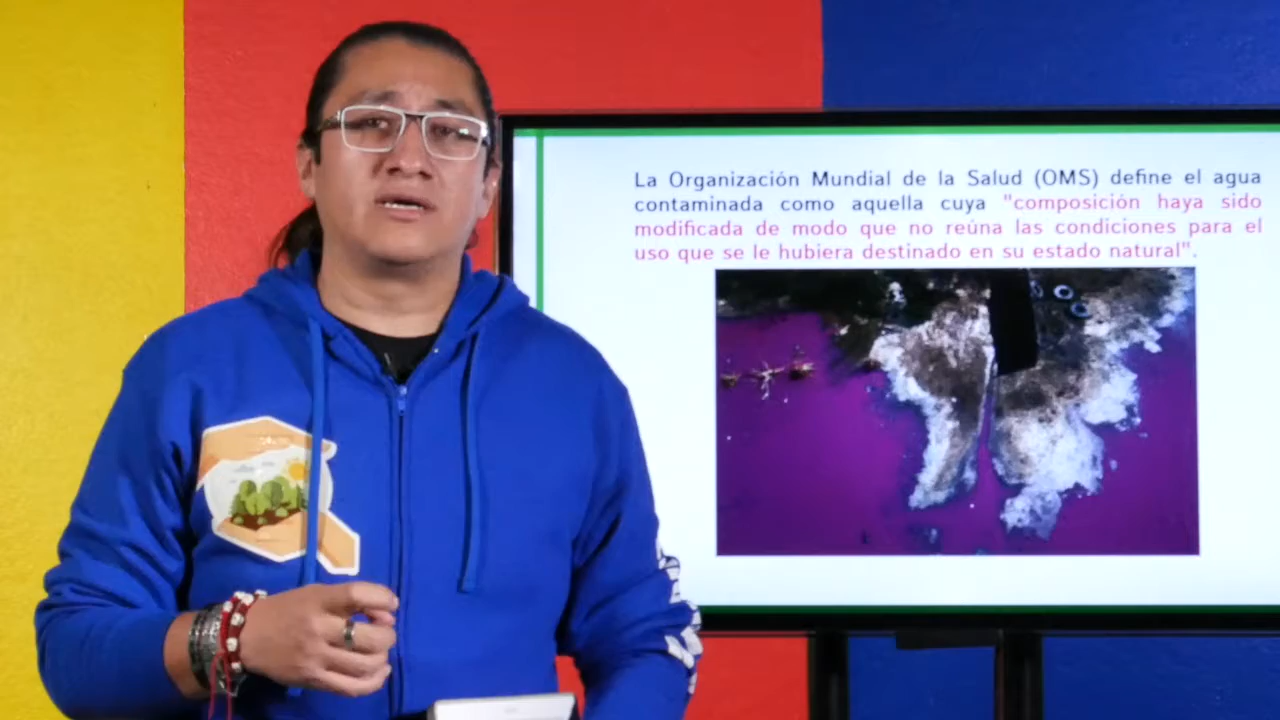 La Organización Mundial de la Salud (OMS) define el agua
contaminada como aquella cuya "composición haya sido
modificada de modo que no reúna las condiciones para el
uso que se le hubiera destinado en su estado natural".